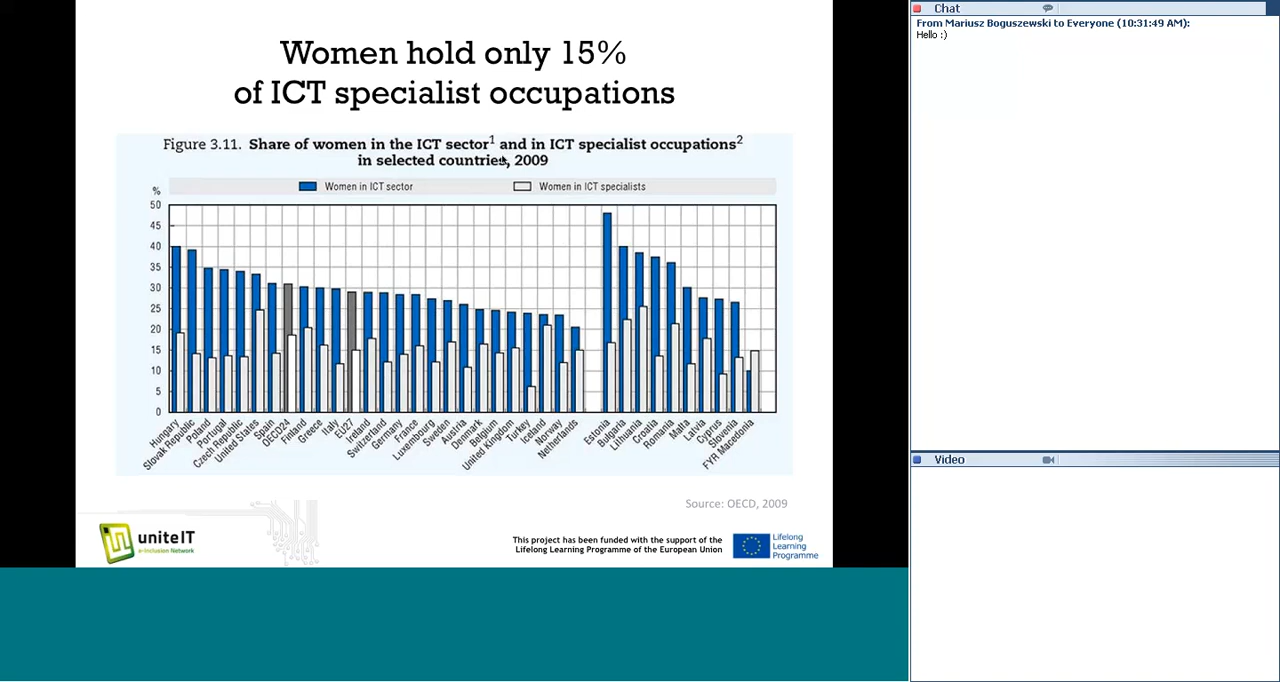 Women hold only 15%
of ICT specialist occupations
Figure 3.11. Share of women in the ICT sector¹ and in ICT specialist occupations²
in selected countries, 2009
Women in ICT sector
Women in ICT specialists
%
50
45
40
35
30
25
20
15
10
5
0
Hungary
Slovak Republic
Poland
Portugal
Czech Republic
United States
Spain
OECD24
Finland
Greece
Italy
EU27
Ireland
Switzerland
Germany
France
Luxembourg
Sweden
Austria
Denmark
Belgium
United Kingdom
Turkey
Iceland
Norway
Netherlands
Estonia
Bulgaria
Lithuania
Croatia
Romania
Malta
Latvia
Cyprus
Slovenia
FYR Macedonia
Source: OECD, 2009
in
uniteIT
e-Inclusion Network
This project has been funded with the support of the
Lifelong Learning Programme of the European Union
Lifelong
Learning
Programme
Chat
From Mariusz Boguszewski to Everyone (10:31:49 AM):
Hello :)
Video